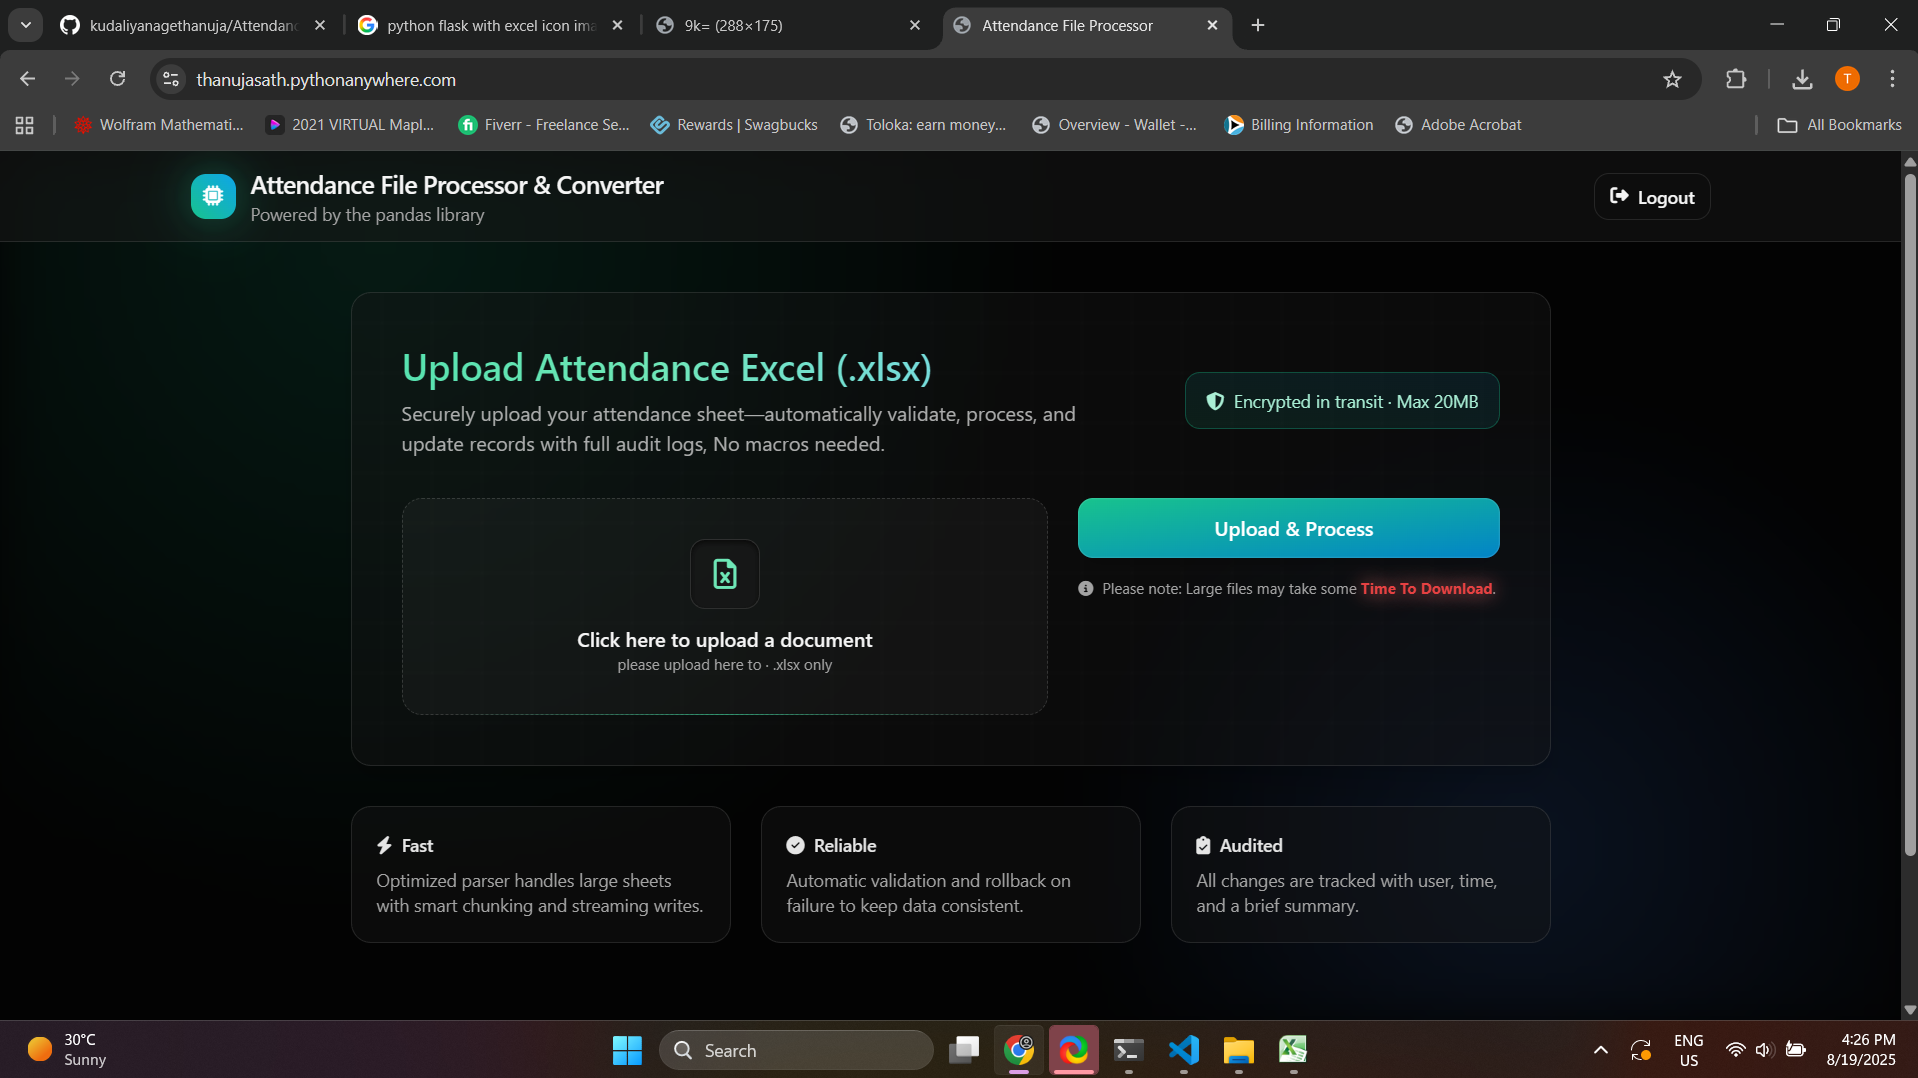 kudaliyanagethanuja/Attendanc
python flask with excel icon ima
9k= (288×175)
Attendance File Processor
thanujasath.pythonanywhere.com
T
Wolfram Mathemati...
2021 VIRTUAL Mapl...
Fiverr - Freelance Se...
Rewards | Swagbucks
Toloka: earn money...
Overview - Wallet -...
Billing Information
Adobe Acrobat
All Bookmarks
Attendance File Processor & Converter
Powered by the pandas library
Logout
Upload Attendance Excel (.xlsx)
Securely upload your attendance sheet—automatically validate, process, and
update records with full audit logs, No macros needed.
Encrypted in transit · Max 20MB
Click here to upload a document
please upload here to · .xlsx only
Upload & Process
Please note: Large files may take some Time To Download.
Fast
Optimized parser handles large sheets
with smart chunking and streaming writes.
Reliable
Automatic validation and rollback on
failure to keep data consistent.
Audited
All changes are tracked with user, time,
and a brief summary.
30°C
Sunny
Search
ENG
US
4:26 PM
8/19/2025